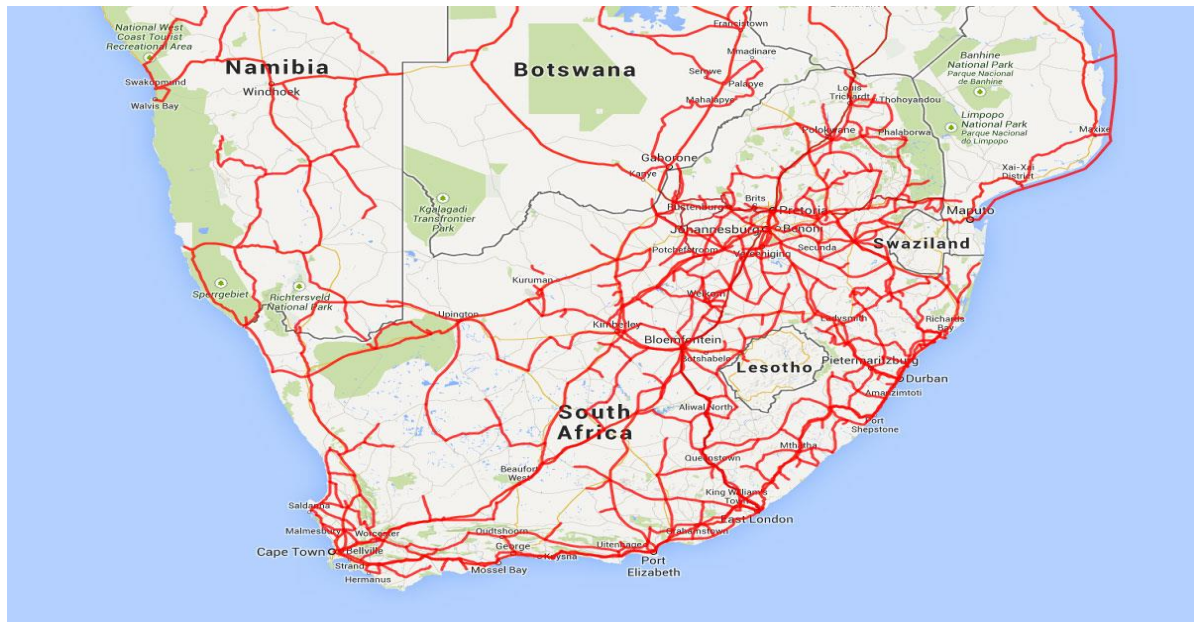 National West
Coast Tourist
Recreational Area
Namibia
Windhoek
Swakopmund
Walvis Bay
Botswana
Francistown
Mmadinare
Serowe
Palapye
Mahalapye
Banhine
National Park
Parque Nacional
de Banhine
Louis
Trichardt
Thohoyandou
Limpopo
National Park
Parque Nacional
do Limpopo
Polokwane
Phalaborwa
Maxixe
Gaborone
Kanye
Xai-Xai
District
Kgalagadi
Transfrontier
Park
Rustenburg
Brits
Pretoria
Maputo
Johannesburg
Benoni
Potchefstroom
Vereeniging
Secunda
Swaziland
Kuruman
Sperrgebiet
Richtersveld
National Park
Welkom
Upington
Kimberley
Ladysmith
Richards
Bay
Bloemfontein
Botshabelo
Lesotho
Pietermaritzburg
Durban
Amanzimtoti
South
Africa
Aliwal North
Port
Shepstone
Mthatha
Queenstown
Beaufort
West
King William's
Town
East London
Saldanha
Malmesbury
Worcester
Oudtshoorn
Grahamstown
Cape Town
Bellville
George
Uitenhage
Knysna
Strand
Hermanus
Mossel Bay
Port
Elizabeth